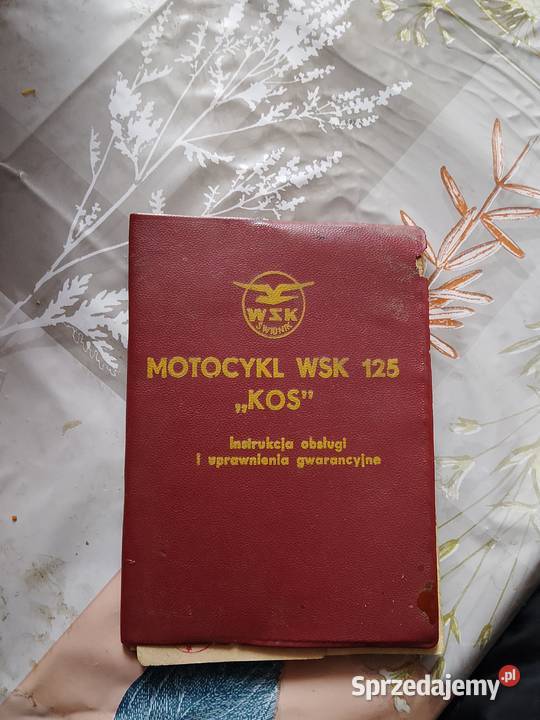 WSK
ŚWIDNIK
MOTOCYKL WSK 125
„KOS”
Instrukcja obsługi
i uprawnienia gwarancyjne
Sprzedajemy.pl